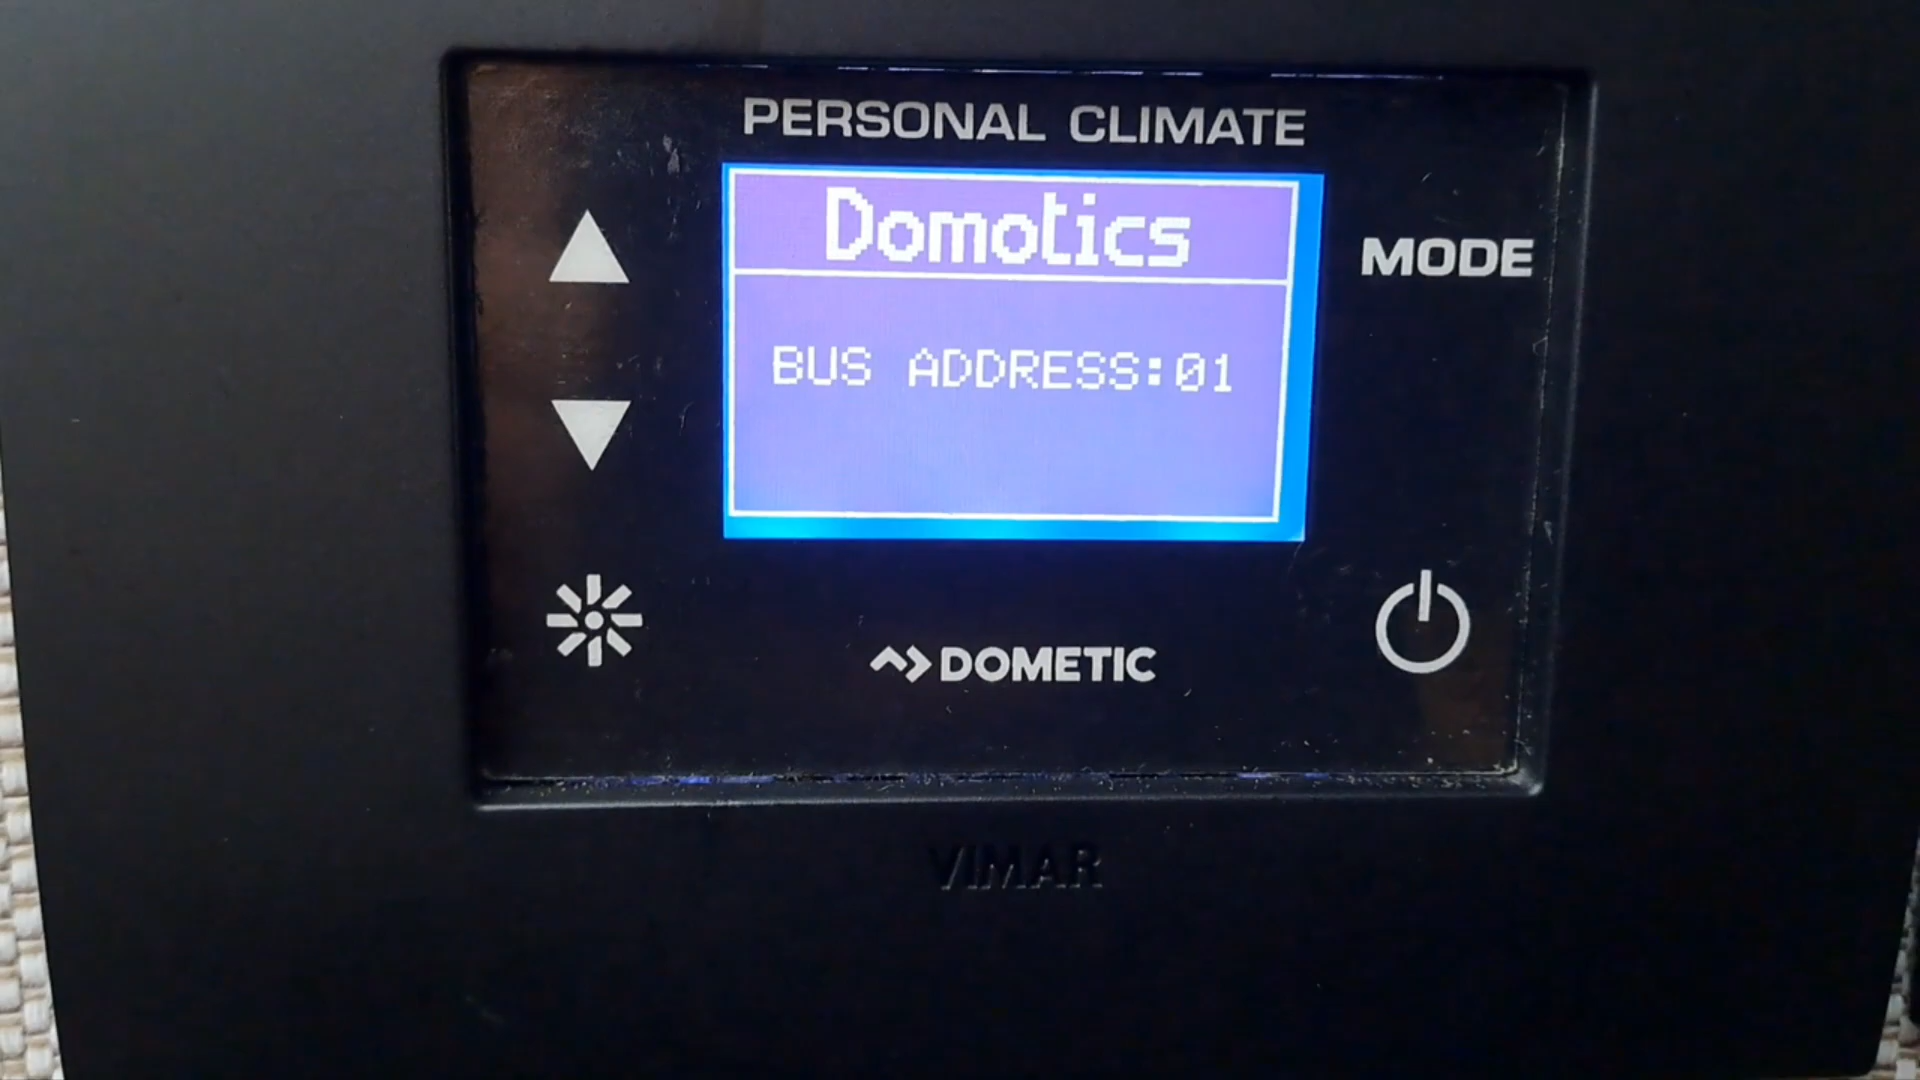 PERSONAL CLIMATE
Domotics
MODE
BUS ADDRESS:01
DOMETIC
VIMAR